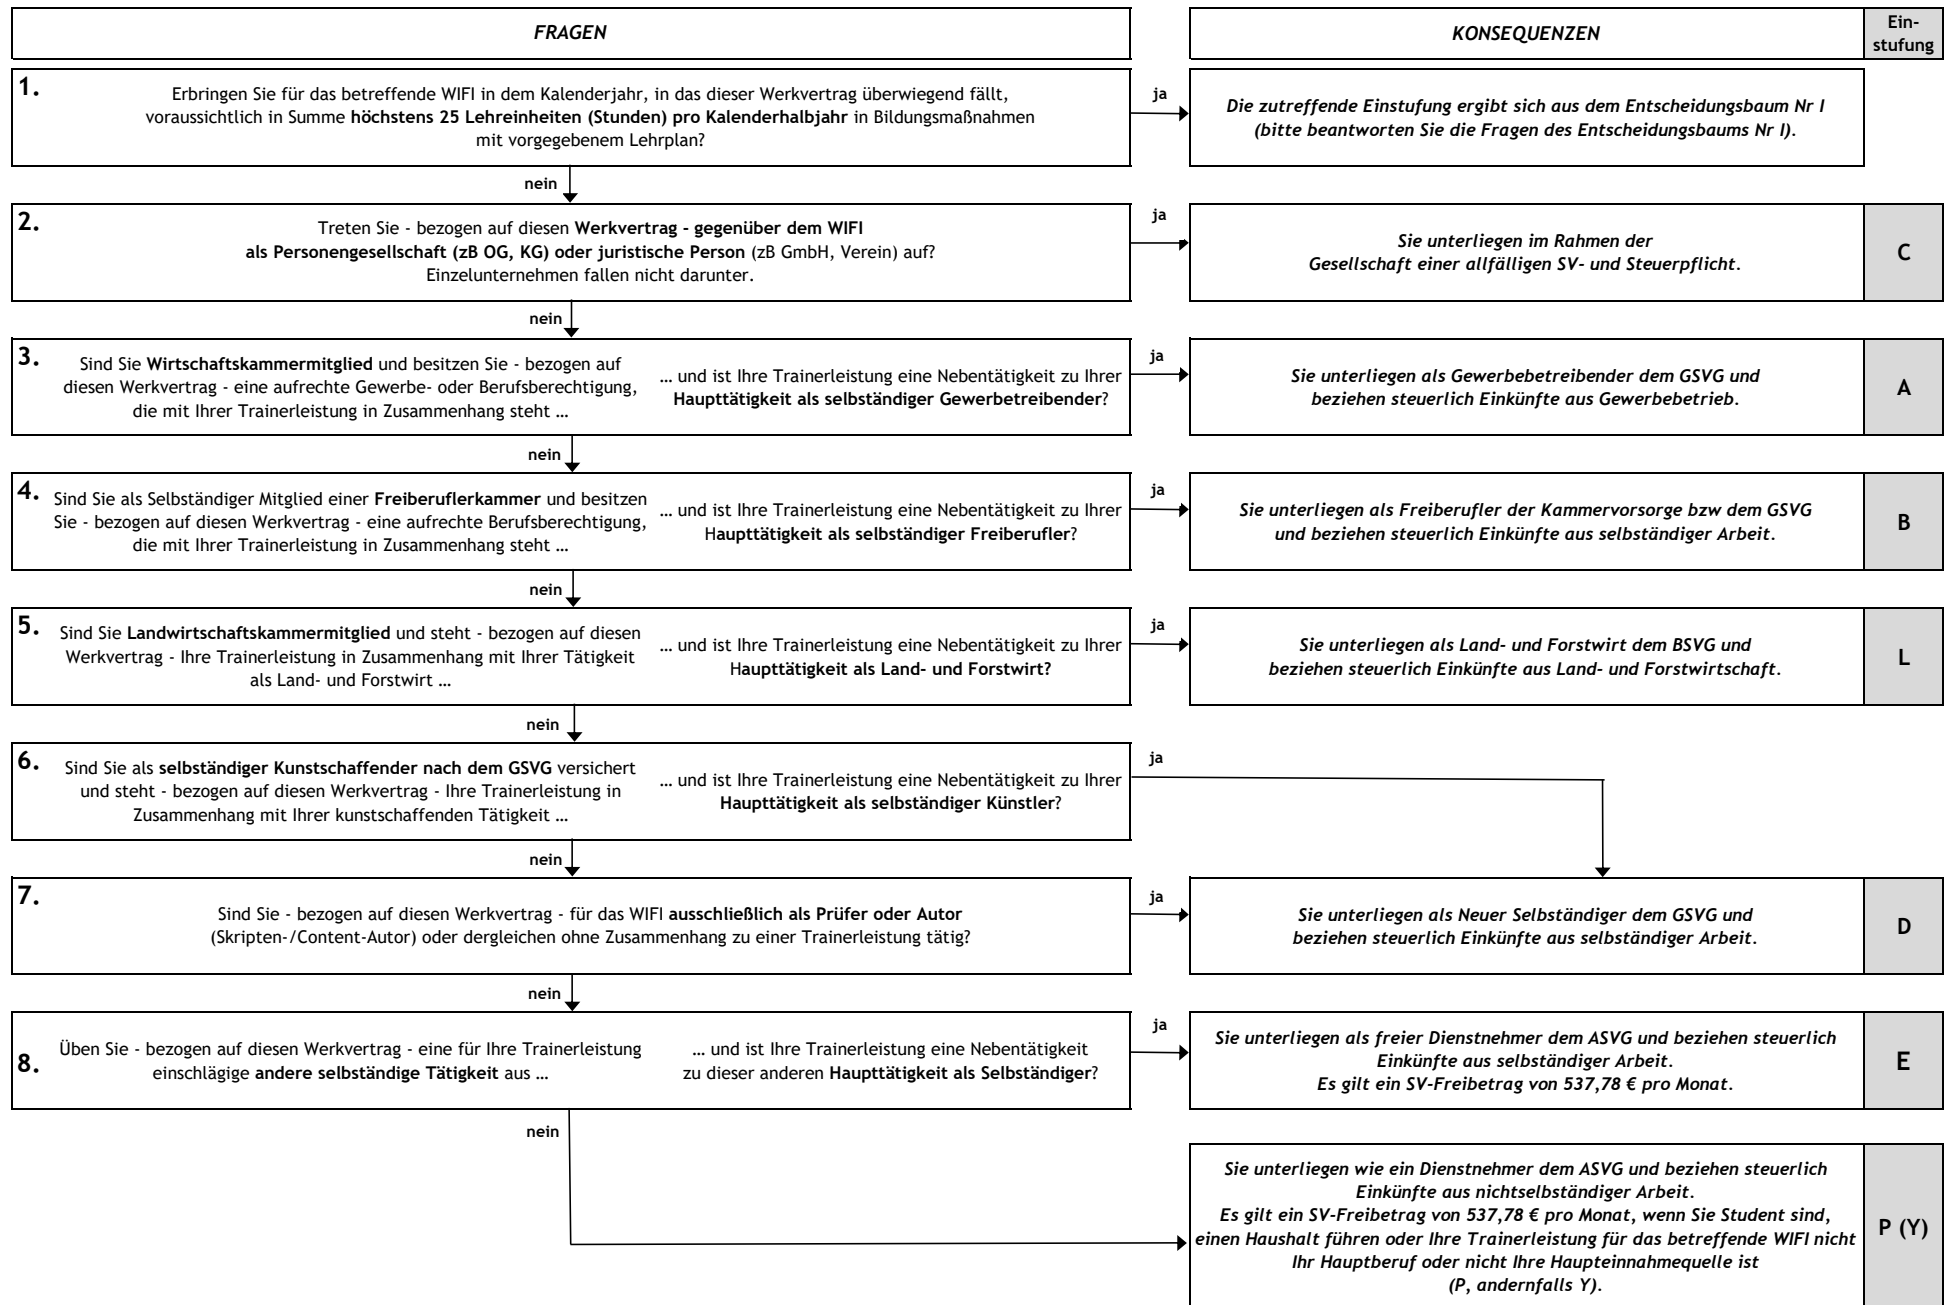 FRAGEN
KONSEQUENZEN
Ein-
stufung
1.
Erbringen Sie für das betreffende WIFI in dem Kalenderjahr, in das dieser Werkvertrag überwiegend fällt,
voraussichtlich in Summe höchstens 25 Lehreinheiten (Stunden) pro Kalenderhalbjahr in Bildungsmaßnahmen
mit vorgegebenem Lehrplan?
ja
Die zutreffende Einstufung ergibt sich aus dem Entscheidungsbaum Nr I
(bitte beantworten Sie die Fragen des Entscheidungsbaums Nr I).
nein
2.
Treten Sie - bezogen auf diesen Werkvertrag - gegenüber dem WIFI
als Personengesellschaft (zB OG, KG) oder juristische Person (zB GmbH, Verein) auf?
Einzelunternehmen fallen nicht darunter.
ja
Sie unterliegen im Rahmen der
Gesellschaft einer allfälligen SV- und Steuerpflicht.
C
nein
3.
Sind Sie Wirtschaftskammermitglied und besitzen Sie - bezogen auf
diesen Werkvertrag - eine aufrechte Gewerbe- oder Berufsberechtigung,
die mit Ihrer Trainerleistung in Zusammenhang steht …
… und ist Ihre Trainerleistung eine Nebentätigkeit zu Ihrer
Haupttätigkeit als selbständiger Gewerbetreibender?
ja
Sie unterliegen als Gewerbebetreibender dem GSVG und
beziehen steuerlich Einkünfte aus Gewerbebetrieb.
A
nein
4.
Sind Sie als Selbständiger Mitglied einer Freiberuflerkammer und besitzen
Sie - bezogen auf diesen Werkvertrag - eine aufrechte Berufsberechtigung,
die mit Ihrer Trainerleistung in Zusammenhang steht …
… und ist Ihre Trainerleistung eine Nebentätigkeit zu Ihrer
Haupttätigkeit als selbständiger Freiberufler?
ja
Sie unterliegen als Freiberufler der Kammervorsorge bzw dem GSVG
und beziehen steuerlich Einkünfte aus selbständiger Arbeit.
B
nein
5.
Sind Sie Landwirtschaftskammermitglied und steht - bezogen auf diesen
Werkvertrag - Ihre Trainerleistung in Zusammenhang mit Ihrer Tätigkeit
als Land- und Forstwirt …
… und ist Ihre Trainerleistung eine Nebentätigkeit zu Ihrer
Haupttätigkeit als Land- und Forstwirt?
ja
Sie unterliegen als Land- und Forstwirt dem BSVG und
beziehen steuerlich Einkünfte aus Land- und Forstwirtschaft.
L
nein
6.
Sind Sie als selbständiger Kunstschaffender nach dem GSVG versichert
und steht - bezogen auf diesen Werkvertrag - Ihre Trainerleistung in
Zusammenhang mit Ihrer kunstschaffenden Tätigkeit …
… und ist Ihre Trainerleistung eine Nebentätigkeit zu Ihrer
Haupttätigkeit als selbständiger Künstler?
ja
nein
7.
Sind Sie - bezogen auf diesen Werkvertrag - für das WIFI ausschließlich als Prüfer oder Autor
(Skripten-/Content-Autor) oder dergleichen ohne Zusammenhang zu einer Trainerleistung tätig?
ja
Sie unterliegen als Neuer Selbständiger dem GSVG und
beziehen steuerlich Einkünfte aus selbständiger Arbeit.
D
nein
8.
Üben Sie - bezogen auf diesen Werkvertrag - eine für Ihre Trainerleistung
einschlägige andere selbständige Tätigkeit aus …
… und ist Ihre Trainerleistung eine Nebentätigkeit
zu dieser anderen Haupttätigkeit als Selbständiger?
ja
Sie unterliegen als freier Dienstnehmer dem ASVG und beziehen steuerlich
Einkünfte aus selbständiger Arbeit.
Es gilt ein SV-Freibetrag von 537,78 € pro Monat.
E
nein
Sie unterliegen wie ein Dienstnehmer dem ASVG und beziehen steuerlich
Einkünfte aus nichtselbständiger Arbeit.
Es gilt ein SV-Freibetrag von 537,78 € pro Monat, wenn Sie Student sind,
einen Haushalt führen oder Ihre Trainerleistung für das betreffende WIFI nicht
Ihr Hauptberuf oder nicht Ihre Haupteinnahmequelle ist
(P, andernfalls Y).
P (Y)